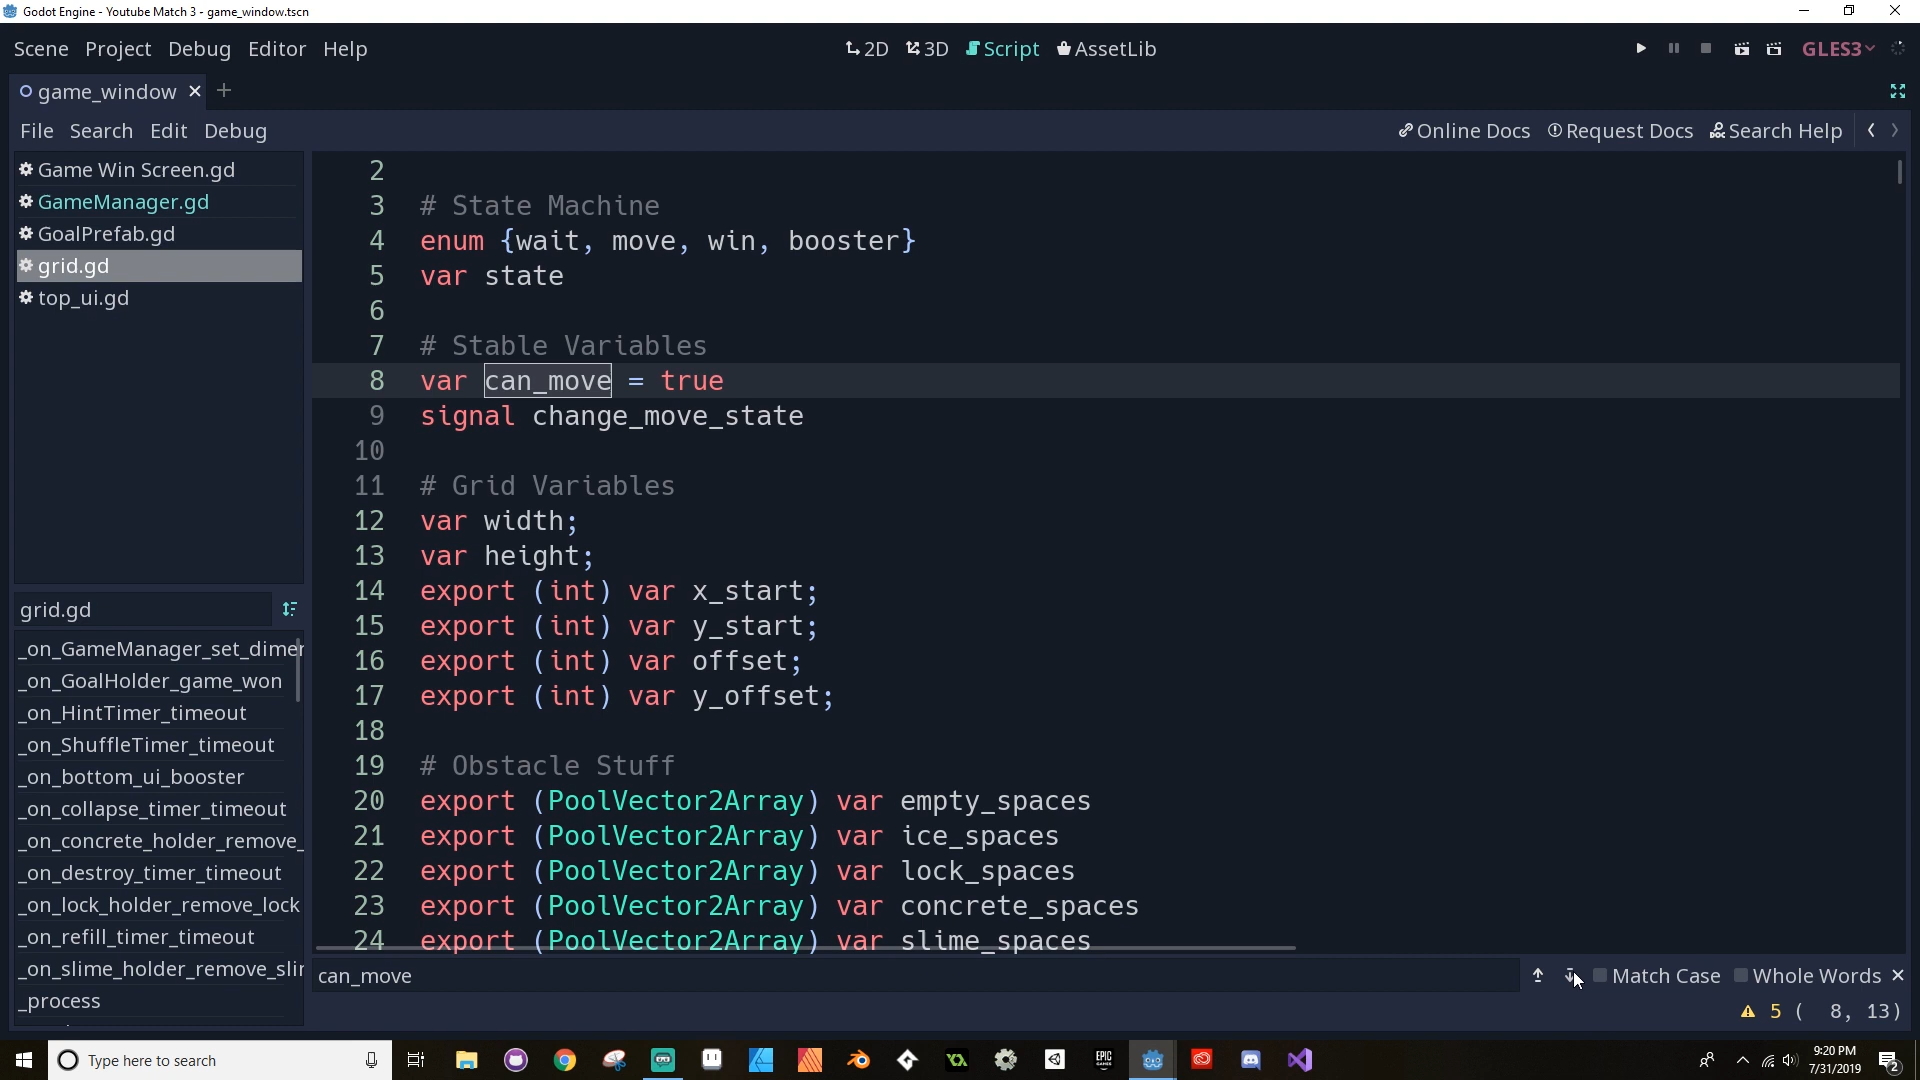 Godot Engine - Youtube Match 3 - game_window.tscn
Scene Project Debug Editor Help
2D 3D Script AssetLib
GLES3
game_window
File Search Edit Debug
Online Docs Request Docs Search Help
Game Win Screen.gd
GameManager.gd
GoalPrefab.gd
grid.gd
top_ui.gd
grid.gd
_on_GameManager_set_dimer
_on_GoalHolder_game_won
_on_HintTimer_timeout
_on_ShuffleTimer_timeout
_on_bottom_ui_booster
_on_collapse_timer_timeout
_on_concrete_holder_remove_
_on_destroy_timer_timeout
_on_lock_holder_remove_lock
_on_refill_timer_timeout
_on_slime_holder_remove_slir
_process
2
3 # State Machine
4 enum {wait, move, win, booster}
5 var state
6
7 # Stable Variables
8 var can_move = true
9 signal change_move_state
10
11 # Grid Variables
12 var width;
13 var height;
14 export (int) var x_start;
15 export (int) var y_start;
16 export (int) var offset;
17 export (int) var y_offset;
18
19 # Obstacle Stuff
20 export (PoolVector2Array) var empty_spaces
21 export (PoolVector2Array) var ice_spaces
22 export (PoolVector2Array) var lock_spaces
23 export (PoolVector2Array) var concrete_spaces
24 export (PoolVector2Array) var slime_spaces
can_move
Match Case Whole Words
5 ( 8, 13)
Type here to search
EPIC GAMES
9:20 PM
7/31/2019
2